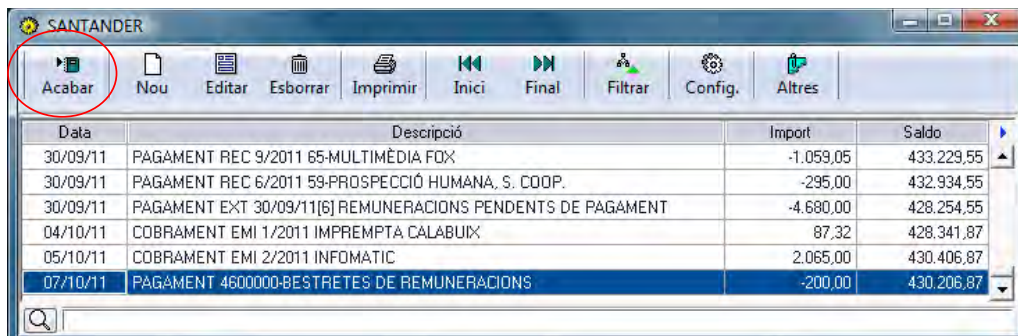 SANTANDER
Acabar Nou Editar Esborrar Imprimir Inici Final Filtrar Config. Altres
Data Descripció Import Saldo
30/09/11 PAGAMENT REC 9/2011 65-MULTIMÈDIA FOX -1.059,05 433.229,55
30/09/11 PAGAMENT REC 6/2011 59-PROSPECCIÓ HUMANA, S. COOP. -295,00 432.934,55
30/09/11 PAGAMENT EXT 30/09/11[6] REMUNERACIONS PENDENTS DE PAGAMENT -4.680,00 428.254,55
04/10/11 COBRAMENT EMI 1/2011 IMPREMPTA CALABUIX 87,32 428.341,87
05/10/11 COBRAMENT EMI 2/2011 INFOMATIC 2.065,00 430.406,87
07/10/11 PAGAMENT 4600000-BESTRETES DE REMUNERACIONS -200,00 430.206,87